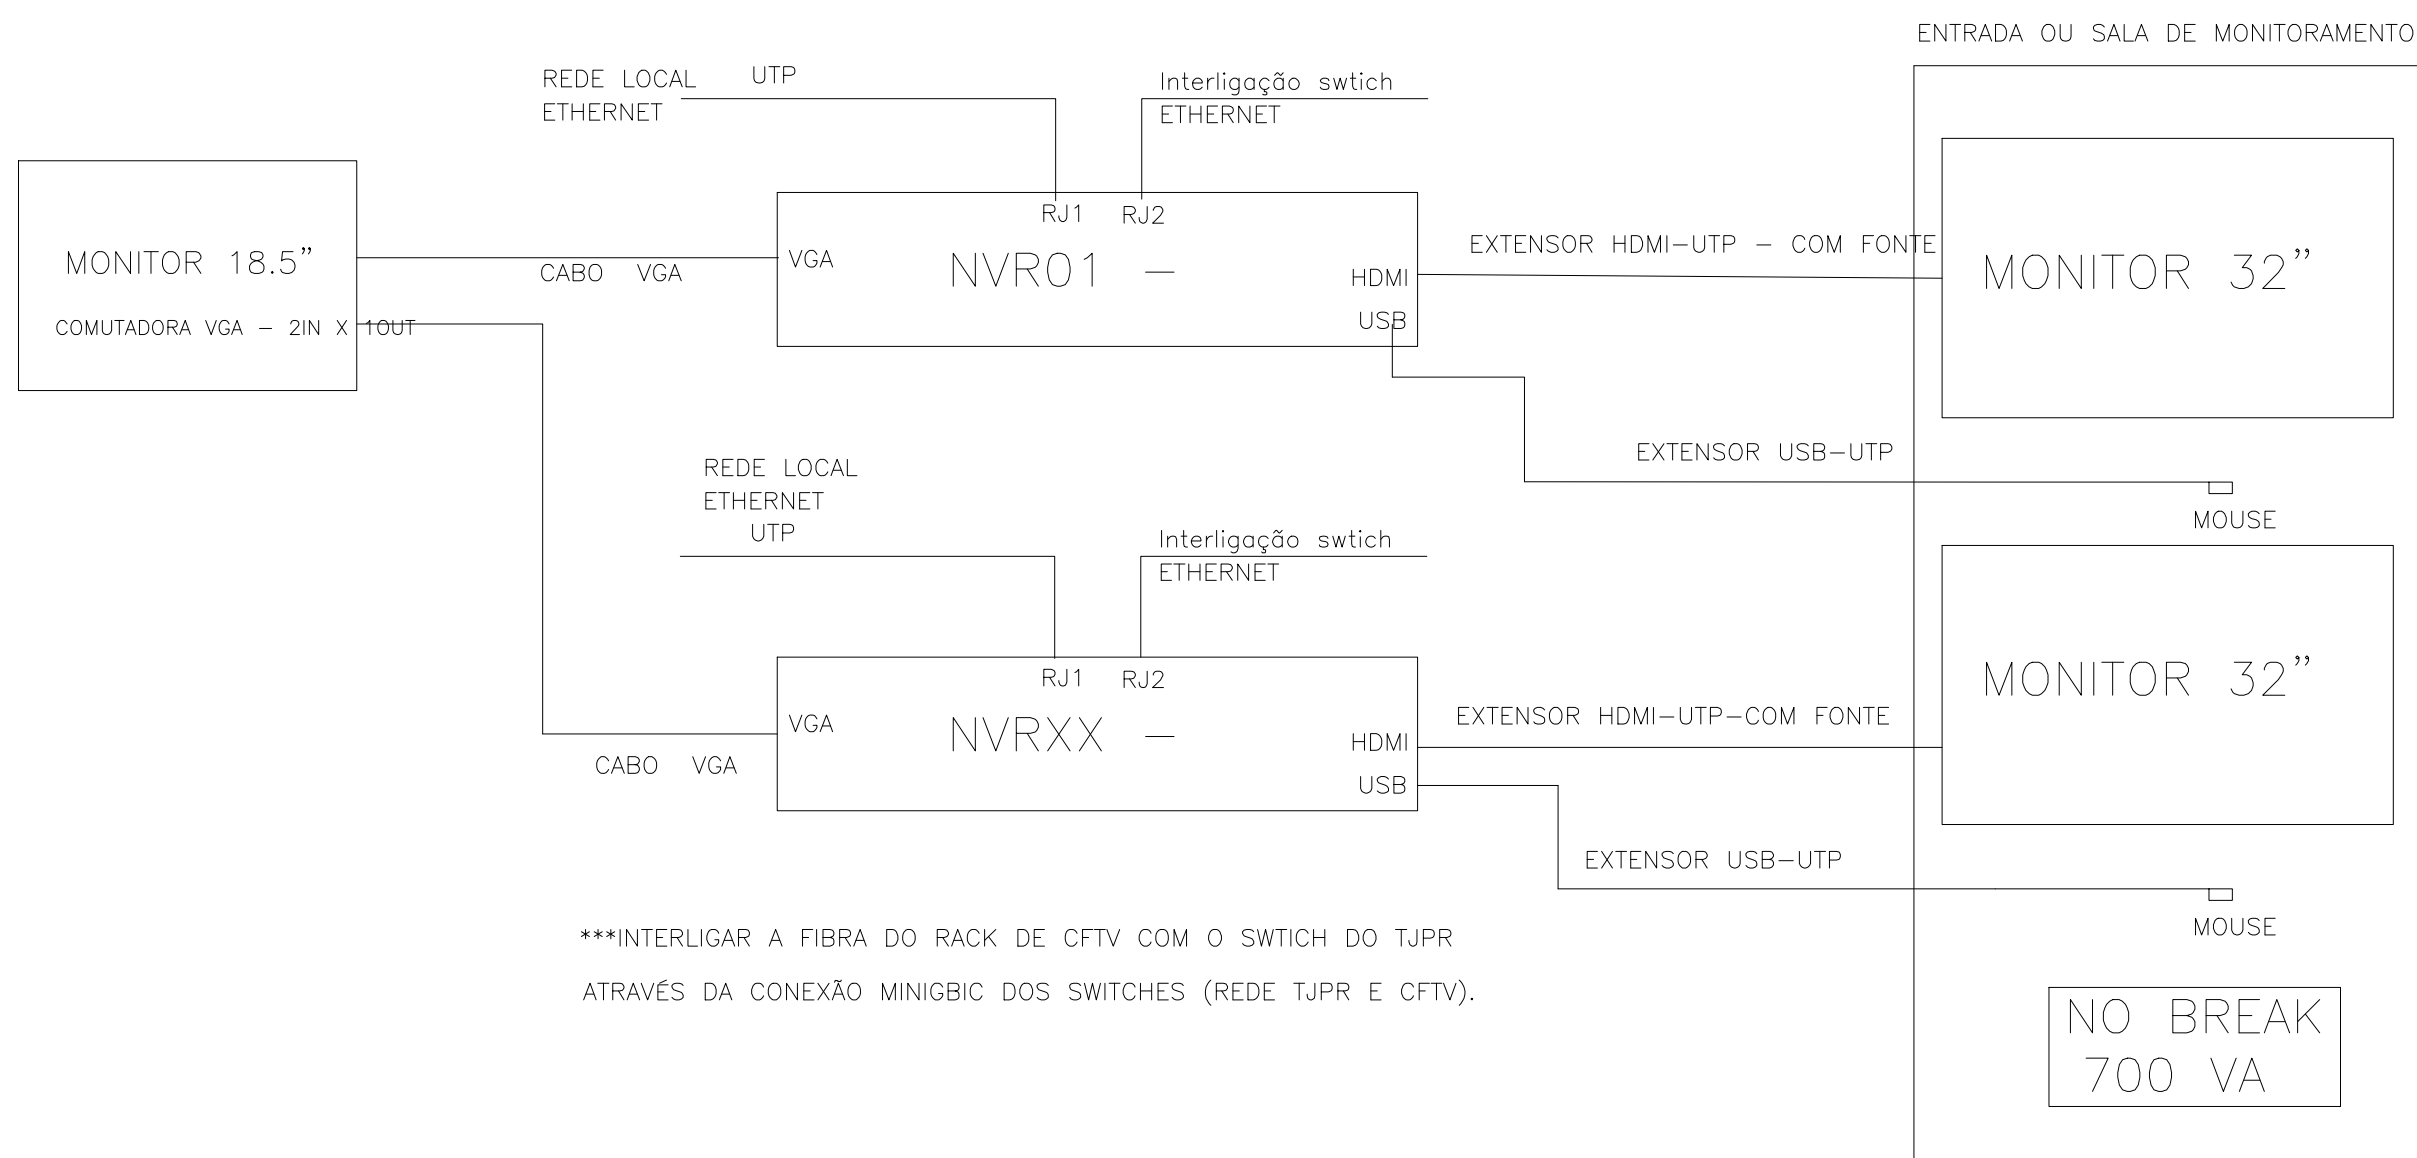 ENTRADA OU SALA DE MONITORAMENTO
REDE LOCAL UTP
ETHERNET
Interligação swtich
ETHERNET
RJ1 RJ2
MONITOR 18.5”
COMUTADORA VGA – 2IN X 1OUT
CABO VGA
VGA
NVR01 –
HDMI
USB
EXTENSOR HDMI–UTP – COM FONTE
MONITOR 32”
EXTENSOR USB–UTP
MOUSE
REDE LOCAL
ETHERNET
UTP
Interligação swtich
ETHERNET
RJ1 RJ2
VGA
NVRXX –
HDMI
USB
CABO VGA
EXTENSOR HDMI–UTP–COM FONTE
MONITOR 32”
EXTENSOR USB–UTP
MOUSE
***INTERLIGAR A FIBRA DO RACK DE CFTV COM O SWTICH DO TJPR
ATRAVÉS DA CONEXÃO MINIGBIC DOS SWITCHES (REDE TJPR E CFTV).
NO BREAK
700 VA